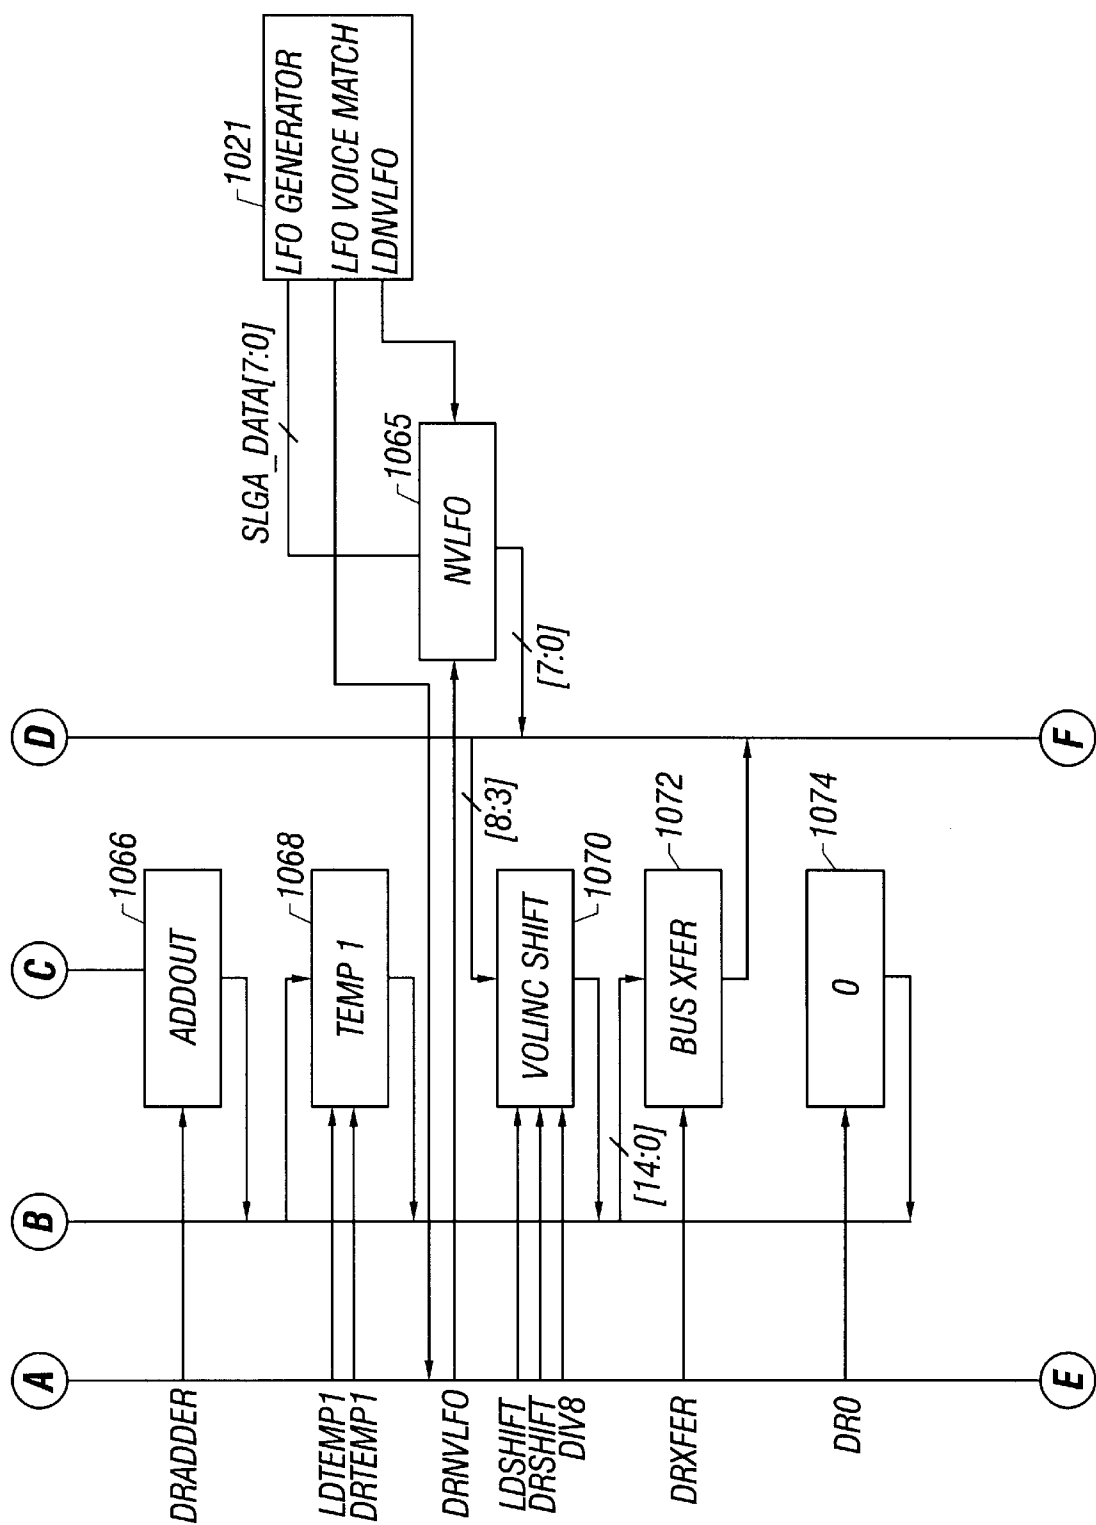 A
B
C
D
DRADDER
ADDOUT
1066
LDTEMP1
DRTEMP1
TEMP 1
1068
DRNVLFO
NVLFO
1065
SLGA_DATA[7:0]
[7:0]
1021
LFO GENERATOR
LFO VOICE MATCH
LDNVLFO
LDSHIFT
DRSHIFT
DIV8
VOLINC SHIFT
1070
[8:3]
DRXFER
[14:0]
BUS XFER
1072
DR0
0
1074
E
F